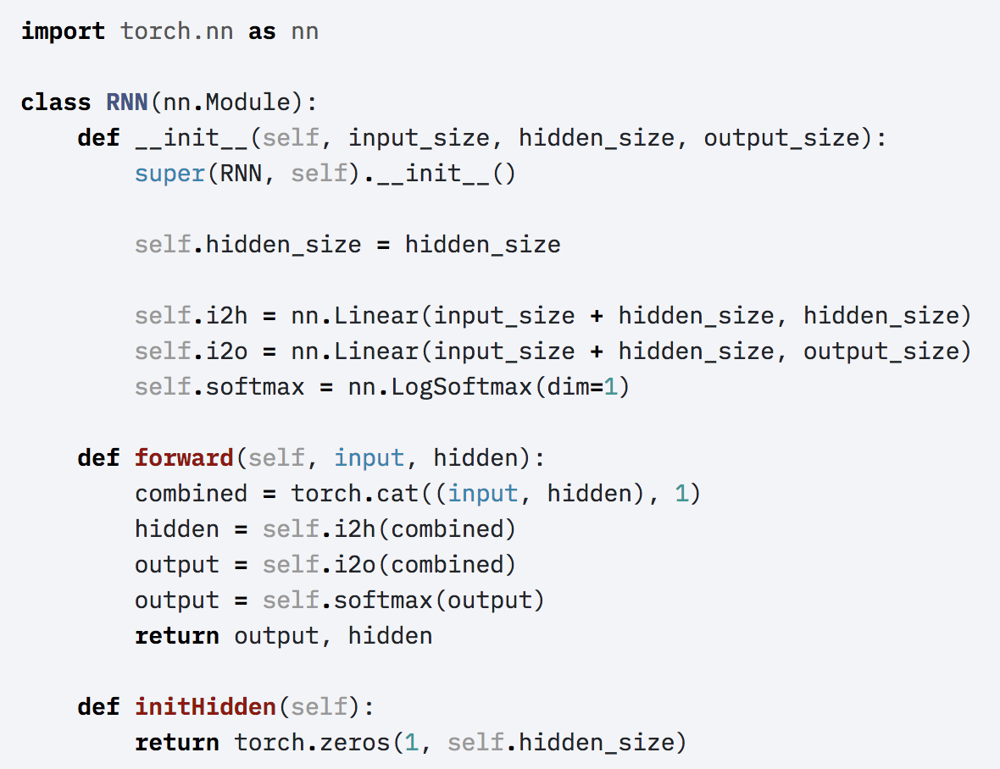 import torch.nn as nn

class RNN(nn.Module):
    def __init__(self, input_size, hidden_size, output_size):
        super(RNN, self).__init__()

        self.hidden_size = hidden_size

        self.i2h = nn.Linear(input_size + hidden_size, hidden_size)
        self.i2o = nn.Linear(input_size + hidden_size, output_size)
        self.softmax = nn.LogSoftmax(dim=1)

    def forward(self, input, hidden):
        combined = torch.cat((input, hidden), 1)
        hidden = self.i2h(combined)
        output = self.i2o(combined)
        output = self.softmax(output)
        return output, hidden

    def initHidden(self):
        return torch.zeros(1, self.hidden_size)